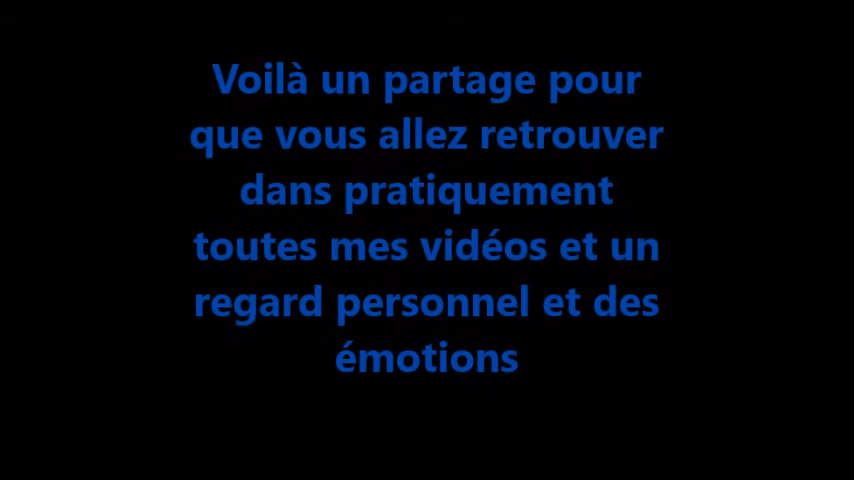 Voilà un partage pour
que vous allez retrouver
dans pratiquement
toutes mes vidéos et un
regard personnel et des
émotions